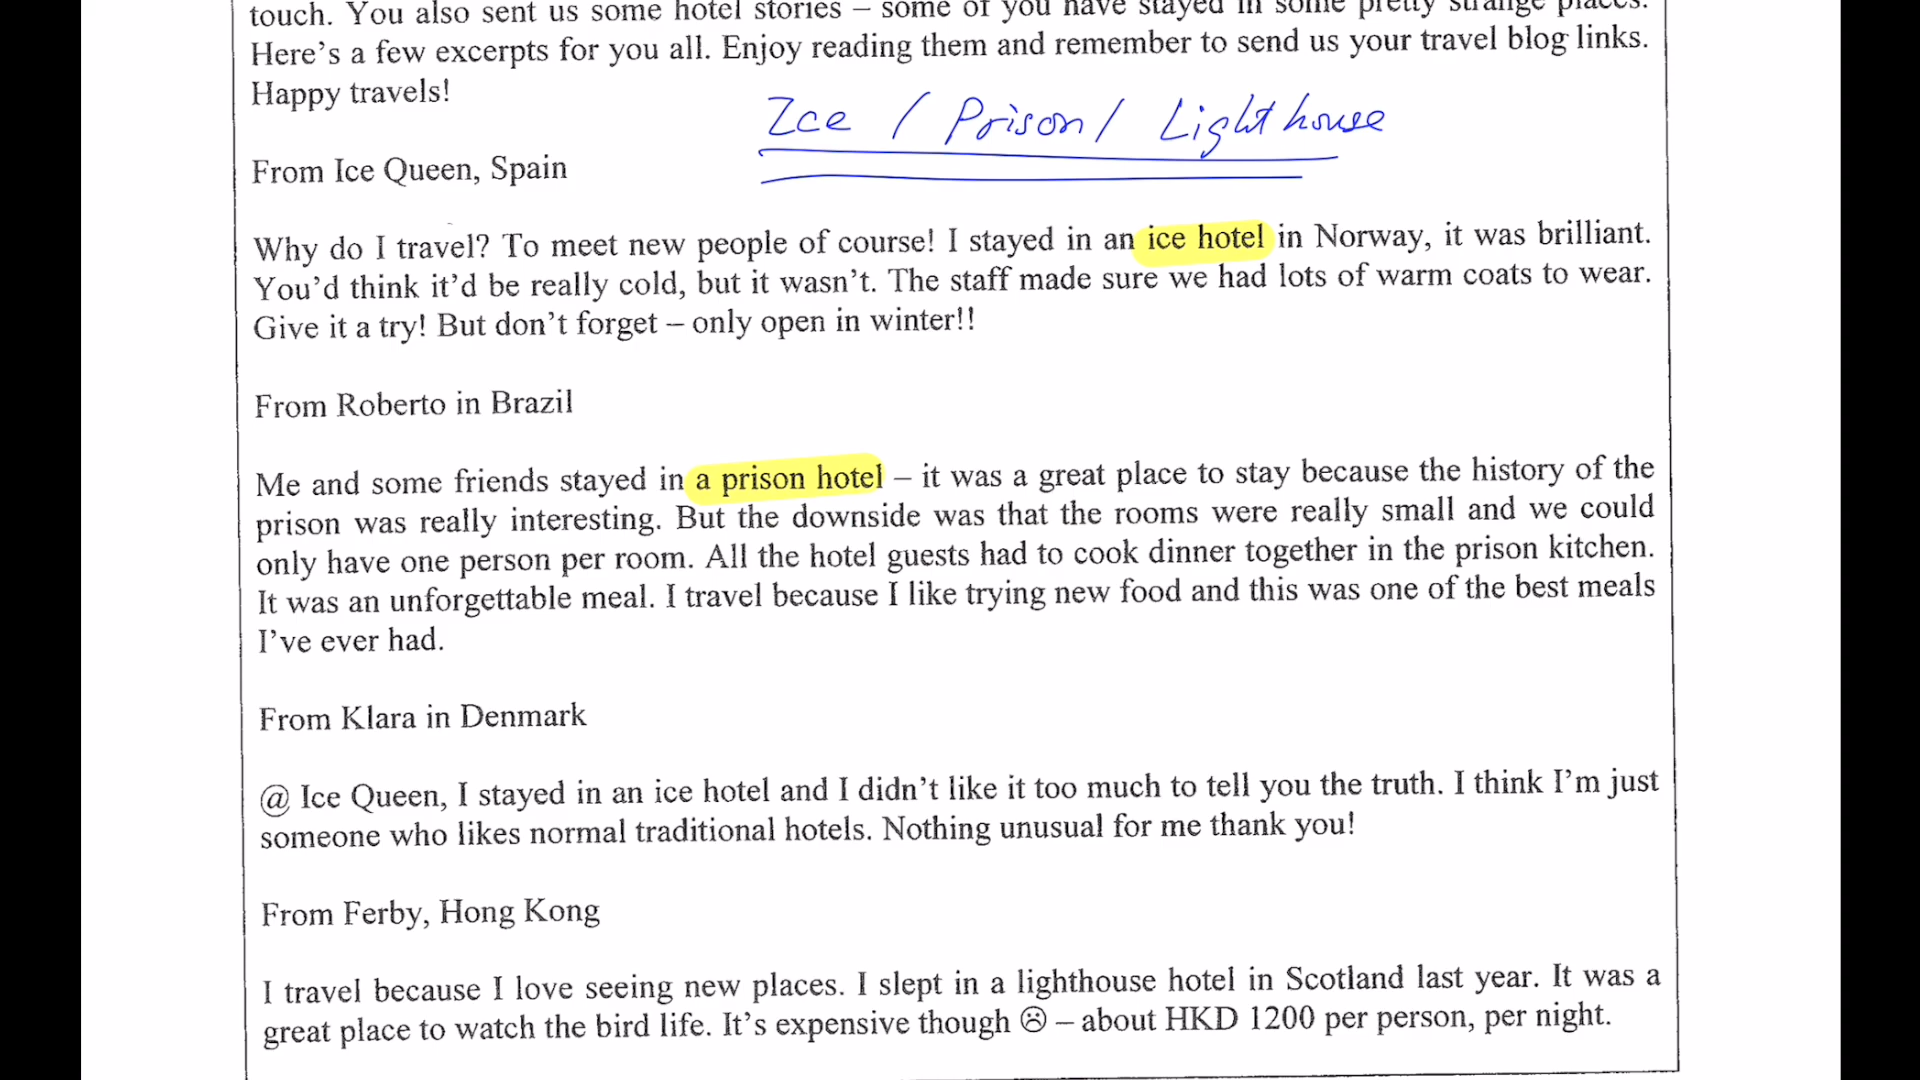 touch. You also sent us some hotel stories – some of you have stayed in some pretty strange places.
Here's a few excerpts for you all. Enjoy reading them and remember to send us your travel blog links.
Happy travels!
Ice / Prison / Lighthouse
From Ice Queen, Spain
Why do I travel? To meet new people of course! I stayed in an ice hotel in Norway, it was brilliant.
You'd think it'd be really cold, but it wasn't. The staff made sure we had lots of warm coats to wear.
Give it a try! But don't forget – only open in winter!!
From Roberto in Brazil
Me and some friends stayed in a prison hotel – it was a great place to stay because the history of the
prison was really interesting. But the downside was that the rooms were really small and we could
only have one person per room. All the hotel guests had to cook dinner together in the prison kitchen.
It was an unforgettable meal. I travel because I like trying new food and this was one of the best meals
I've ever had.
From Klara in Denmark
@ Ice Queen, I stayed in an ice hotel and I didn't like it too much to tell you the truth. I think I'm just
someone who likes normal traditional hotels. Nothing unusual for me thank you!
From Ferby, Hong Kong
I travel because I love seeing new places. I slept in a lighthouse hotel in Scotland last year. It was a
great place to watch the bird life. It's expensive though ☹ – about HKD 1200 per person, per night.